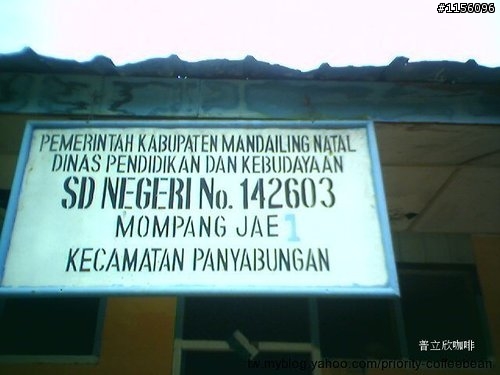 #1156096
PEMERINTAH KABUPATEN MANDAILING NATAL
DINAS PENDIDIKAN DAN KEBUDAYAAN
SD NEGERI No. 142603
MOMPANG JAE 1
KECAMATAN PANYABUNGAN
普立欣咖啡
tw.myblog.yahoo.com/priority-coffeebean